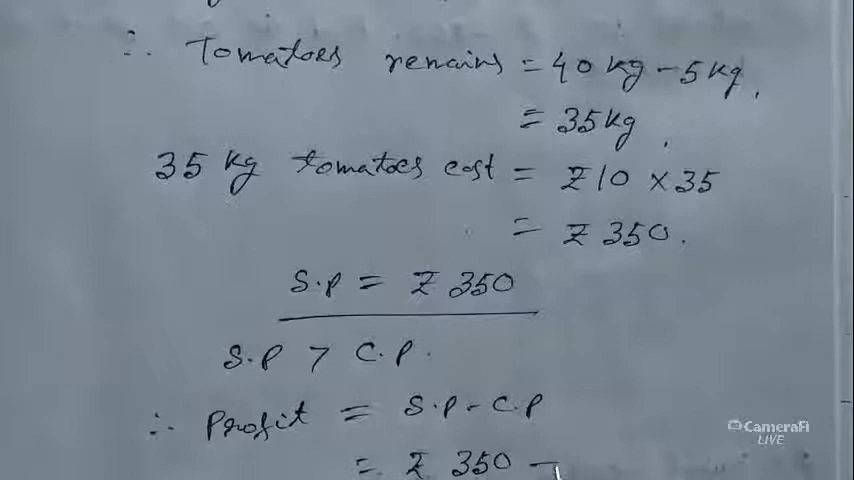 ∴ Tomatoes remains = 40 kg - 5 kg.
= 35 kg.
35 kg tomatoes cost = ₹10 × 35
= ₹ 350.
S.P = ₹ 350
S.P > C.P.
∴ Profit = S.P - C.P
= ₹ 350 -
CameraFi
LIVE